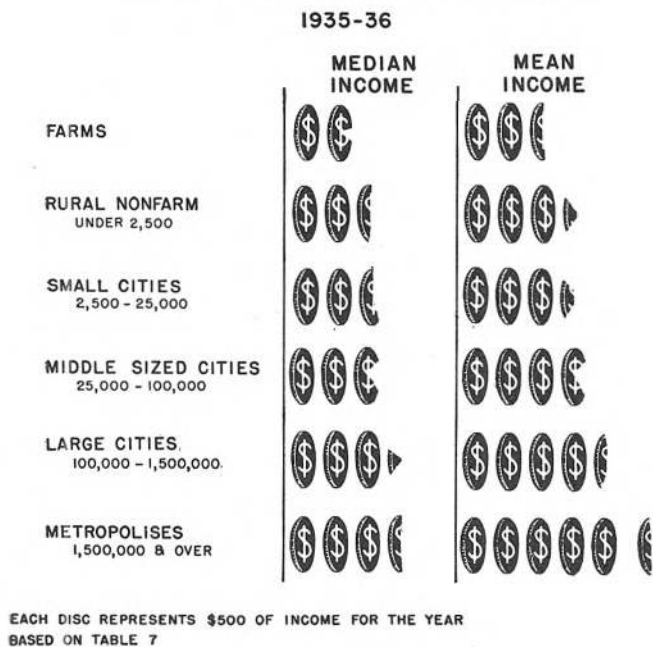 1935-36
MEDIAN INCOME
MEAN INCOME
FARMS
RURAL NONFARM
UNDER 2,500
SMALL CITIES
2,500 - 25,000
MIDDLE SIZED CITIES
25,000 - 100,000
LARGE CITIES.
100,000 - 1,500,000.
METROPOLISES
1,500,000 & OVER
EACH DISC REPRESENTS $500 OF INCOME FOR THE YEAR
BASED ON TABLE 7